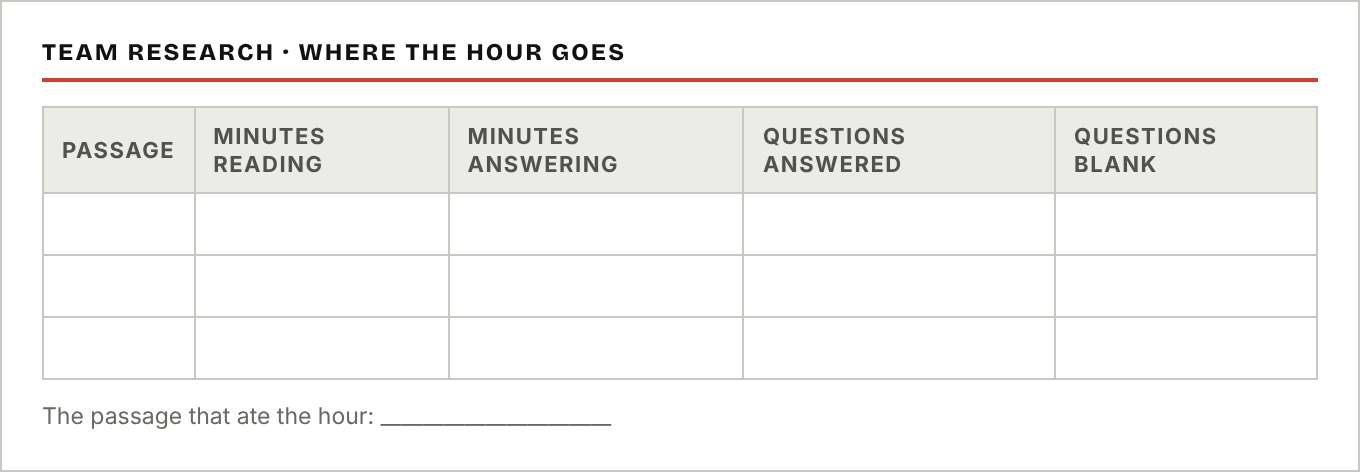 TEAM RESEARCH · WHERE THE HOUR GOES
PASSAGE
MINUTES
READING
MINUTES
ANSWERING
QUESTIONS
ANSWERED
QUESTIONS
BLANK
The passage that ate the hour: ______________________